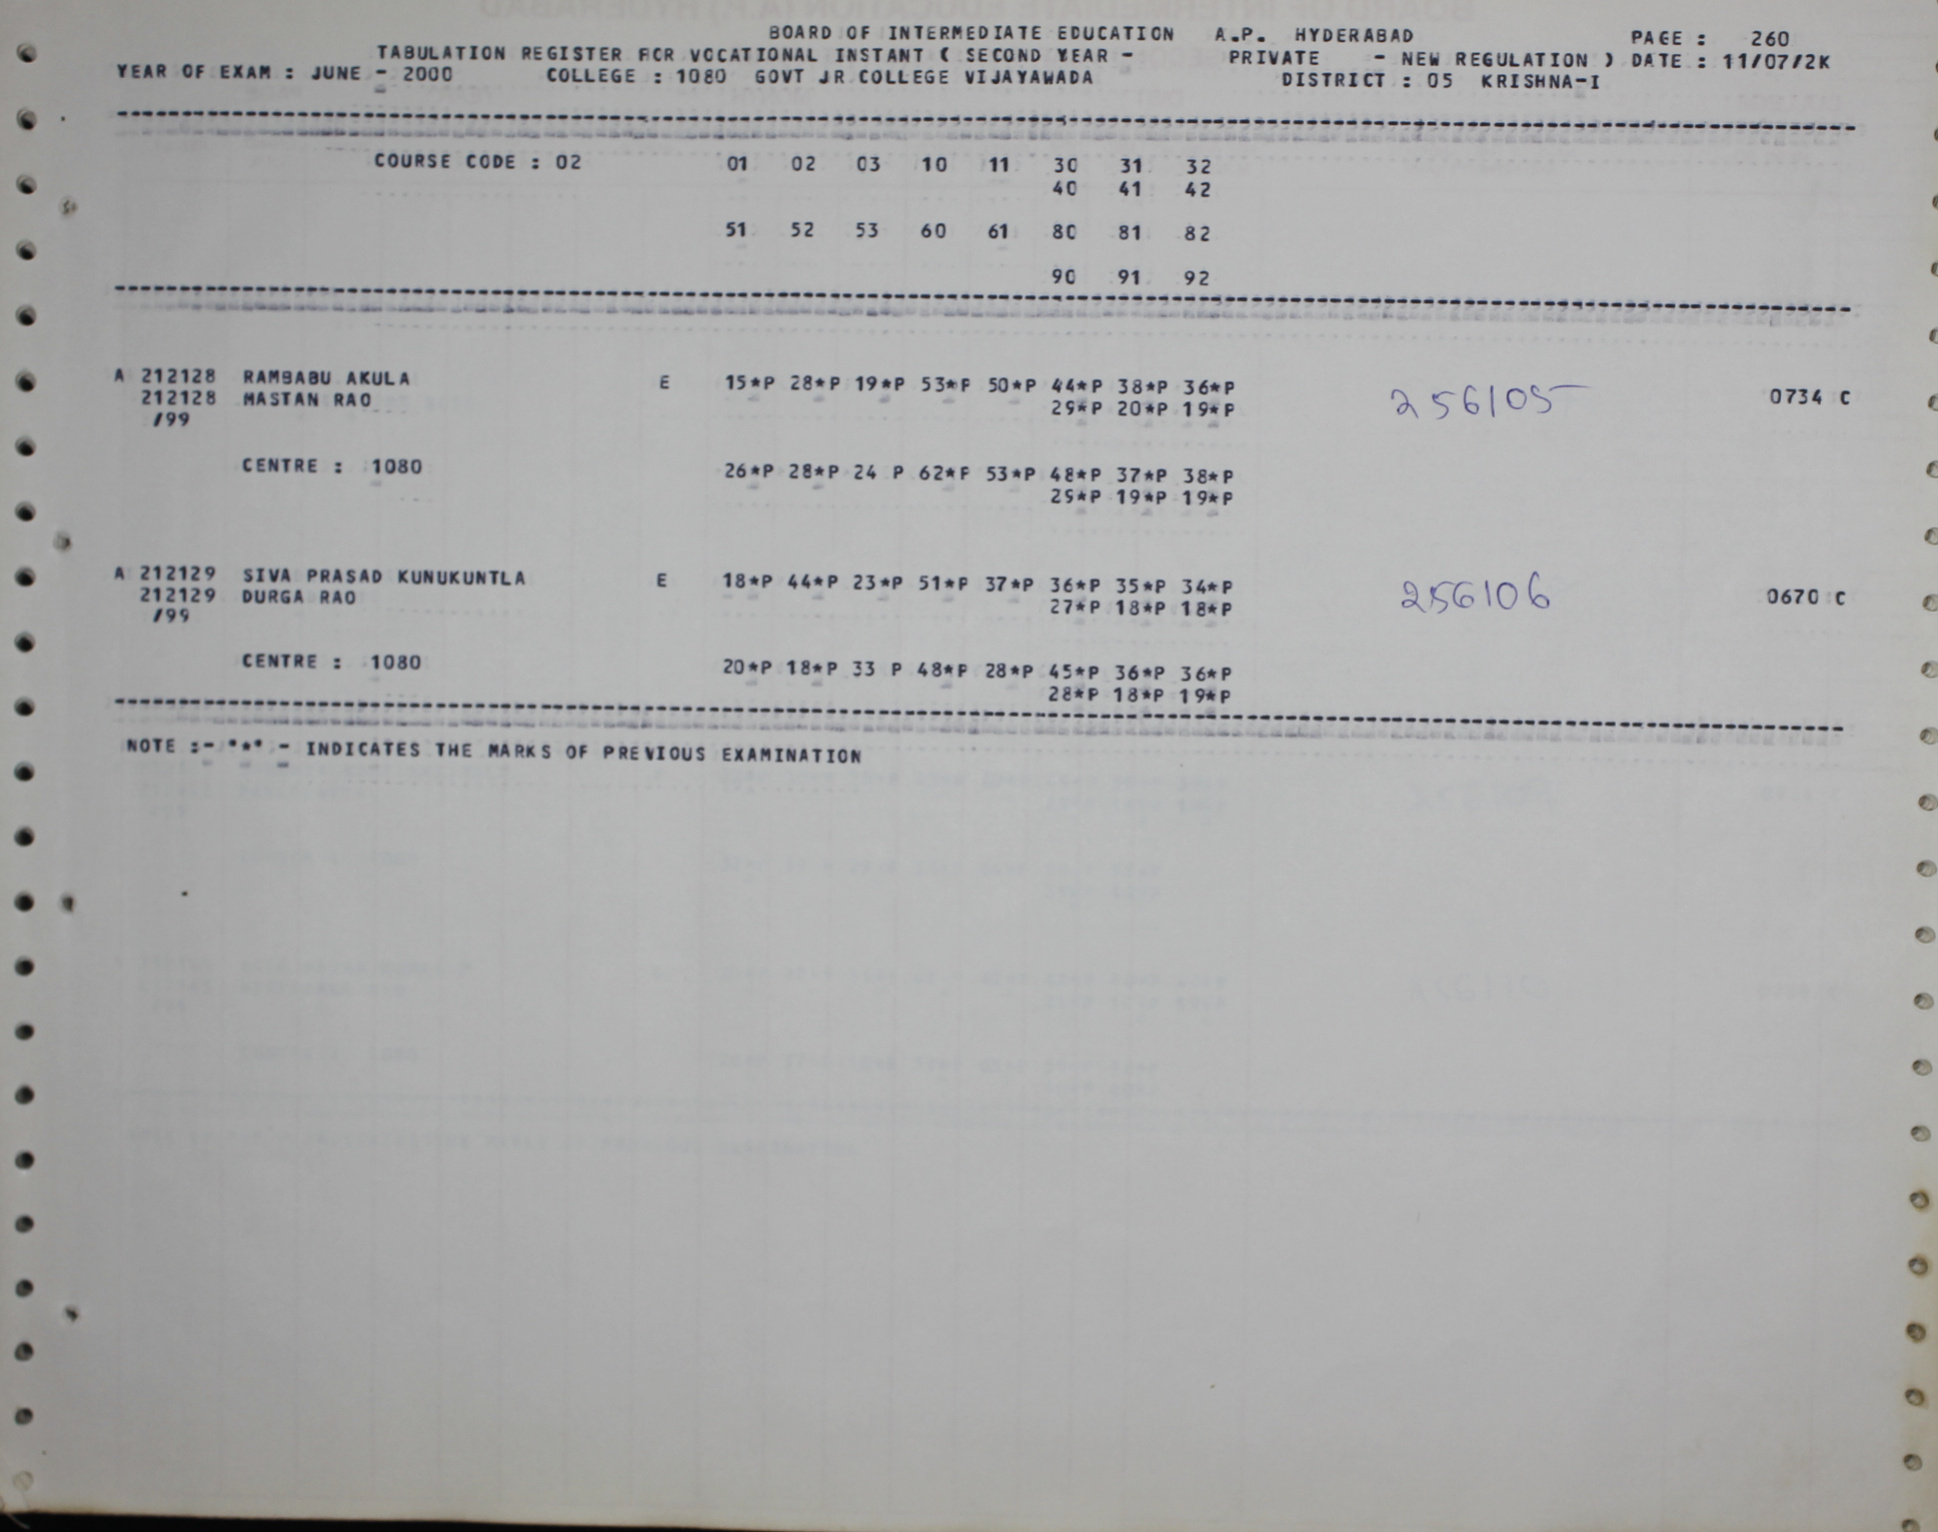 BOARD OF INTERMEDIATE EDUCATION A.P. HYDERABAD PAGE : 260
TABULATION REGISTER FOR VOCATIONAL INSTANT ( SECOND YEAR - PRIVATE - NEW REGULATION ) DATE : 11/07/2K
YEAR OF EXAM : JUNE - 2000 COLLEGE : 1080 GOVT JR COLLEGE VIJAYAWADA DISTRICT : 05 KRISHNA-I
COURSE CODE : 02 01 02 03 10 11 30 31 32
40 41 42
51 52 53 60 61 80 81 82
90 91 92
A 212128 RAMBABU AKULA E 15*P 28*P 19*P 53*P 50*P 44*P 38*P 36*P 256105 0734 C
212128 MASTAN RAO 29*P 20*P 19*P
/99
CENTRE : 1080 26*P 28*P 24 P 62*P 53*P 48*P 37*P 38*P
29*P 19*P 19*P
A 212129 SIVA PRASAD KUNUKUNTLA E 18*P 44*P 23*P 51*P 37*P 36*P 35*P 34*P 256106 0670 C
212129 DURGA RAO 27*P 18*P 18*P
/99
CENTRE : 1080 20*P 18*P 33 P 48*P 28*P 45*P 36*P 36*P
28*P 18*P 19*P
NOTE :- "*" - INDICATES THE MARKS OF PREVIOUS EXAMINATION